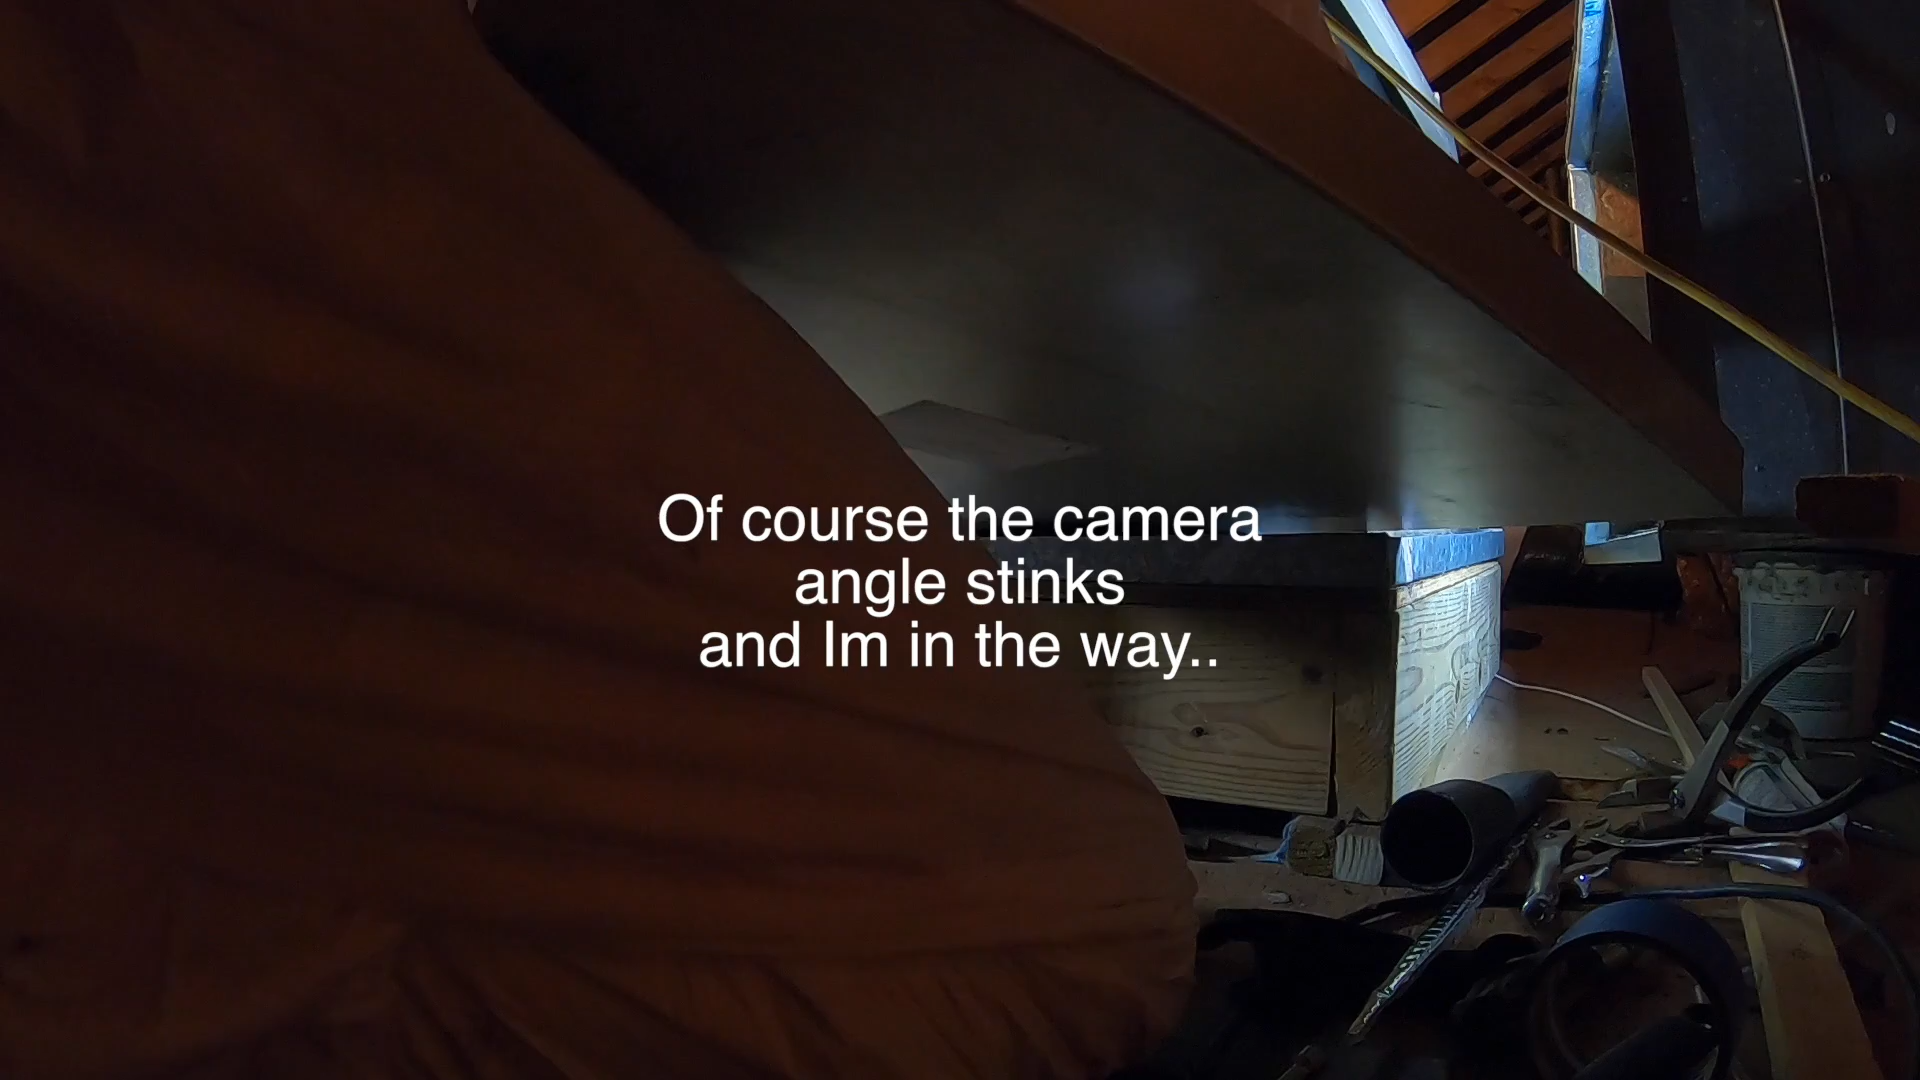 Of course the camera
angle stinks
and Im in the way..